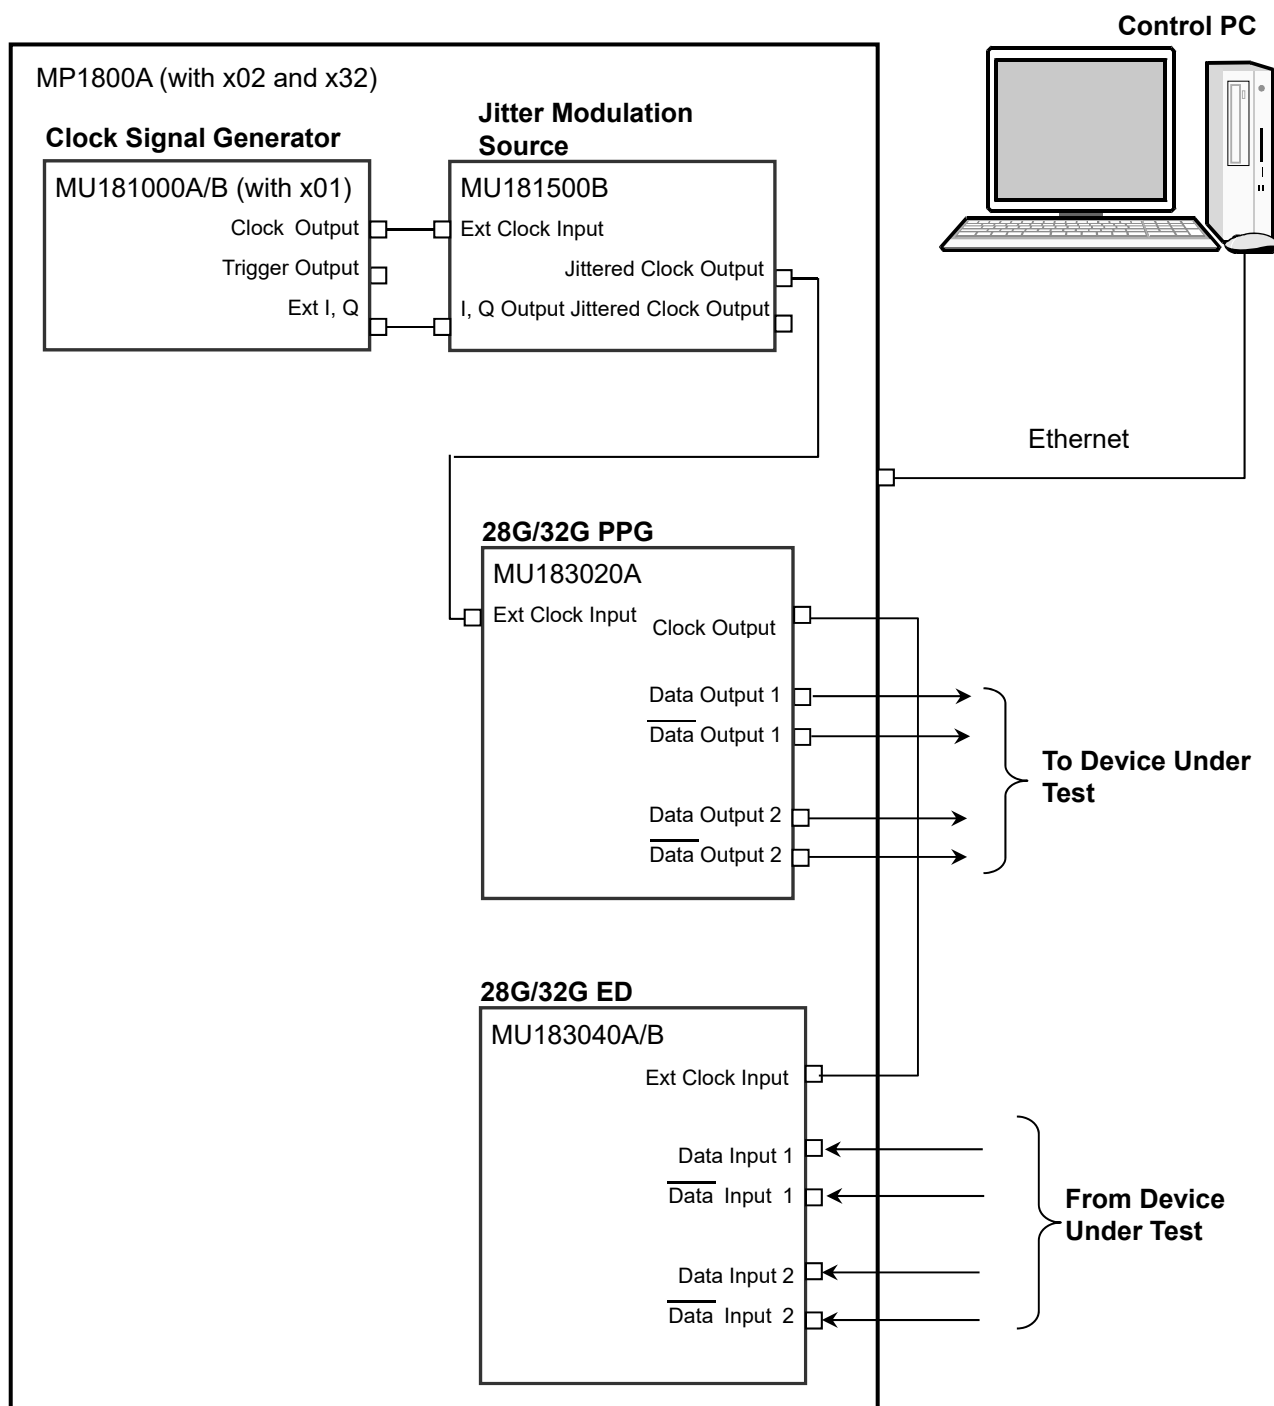 Control PC
MP1800A (with x02 and x32)
Clock Signal Generator
Jitter Modulation
Source
MU181000A/B (with x01)
Clock Output
Trigger Output
Ext I, Q
MU181500B
Ext Clock Input
Jittered Clock Output
I, Q Output Jittered Clock Output
Ethernet
28G/32G PPG
MU183020A
Ext Clock Input
Clock Output
Data Output 1
Data Output 1
Data Output 2
Data Output 2
To Device Under
Test
28G/32G ED
MU183040A/B
Ext Clock Input
Data Input 1
Data Input 1
Data Input 2
Data Input 2
From Device
Under Test